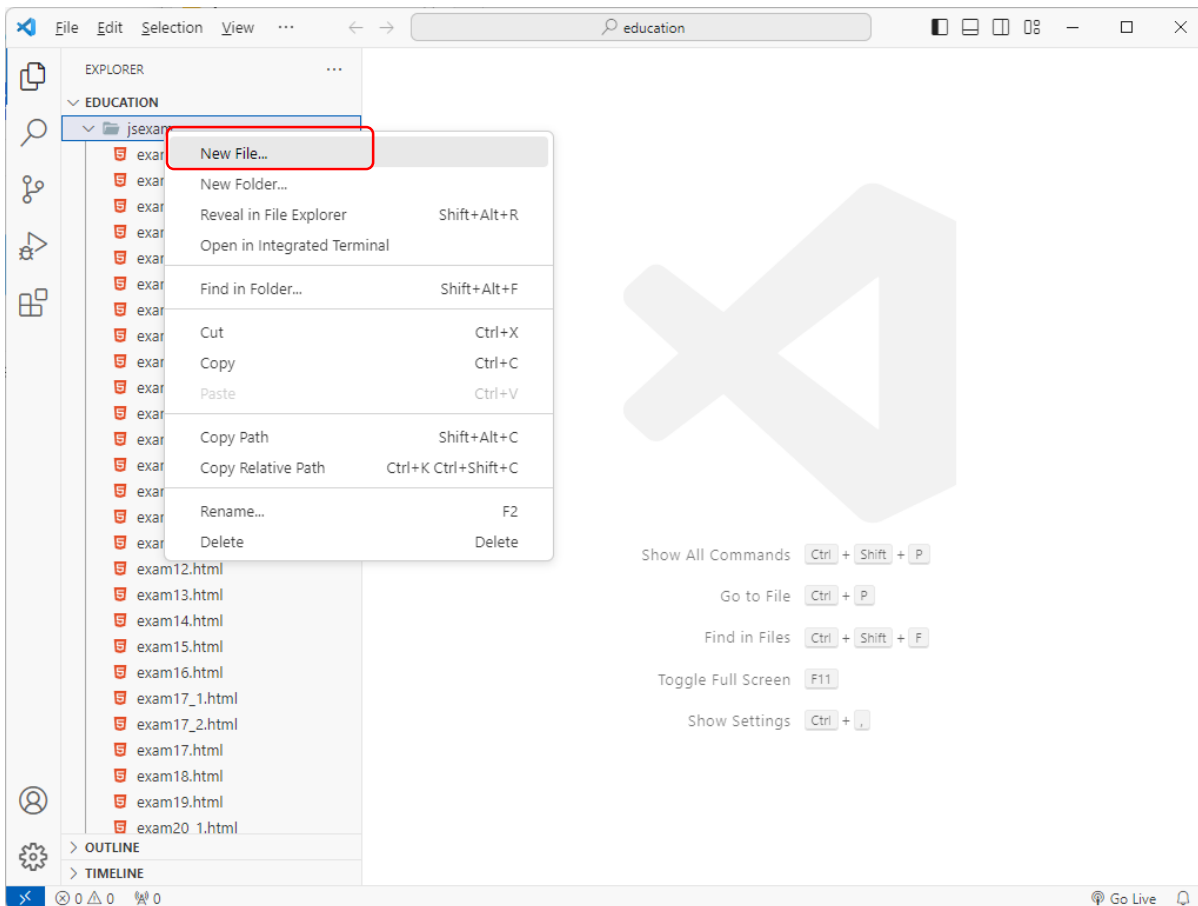 File Edit Selection View ··· education
EXPLORER ···
EDUCATION
jsexam
New File...
New Folder...
Reveal in File Explorer Shift+Alt+R
Open in Integrated Terminal
Find in Folder... Shift+Alt+F
Cut Ctrl+X
Copy Ctrl+C
Paste Ctrl+V
Copy Path Shift+Alt+C
Copy Relative Path Ctrl+K Ctrl+Shift+C
Rename... F2
Delete Delete
exam12.html
exam13.html
exam14.html
exam15.html
exam16.html
exam17_1.html
exam17_2.html
exam17.html
exam18.html
exam19.html
exam20_1.html
OUTLINE
TIMELINE
Show All Commands Ctrl + Shift + P
Go to File Ctrl + P
Find in Files Ctrl + Shift + F
Toggle Full Screen F11
Show Settings Ctrl + ,
0 0 0 Go Live